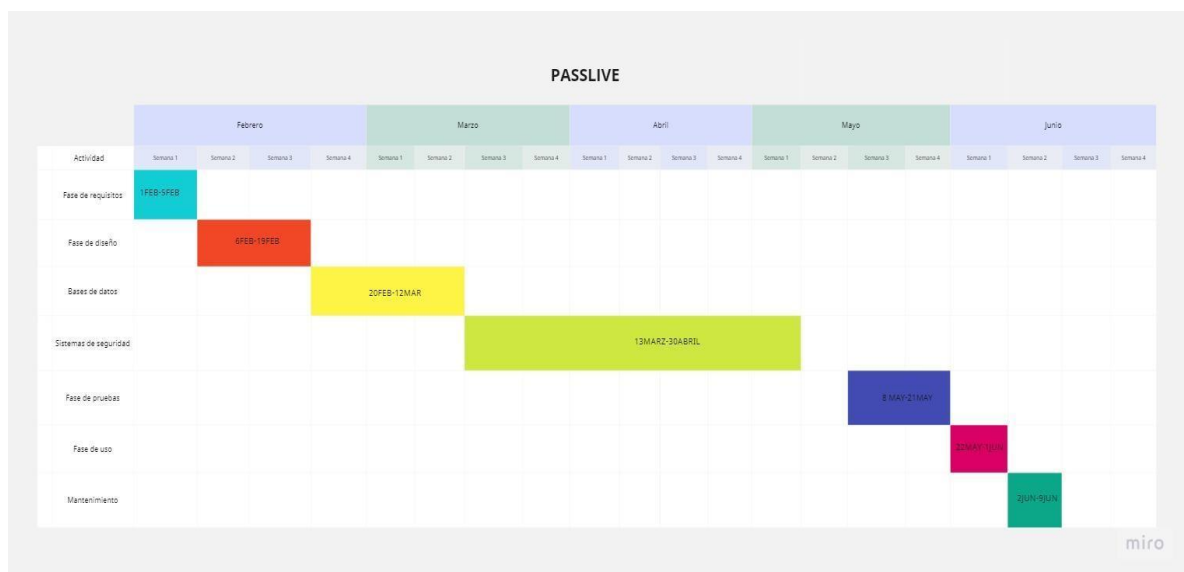 PASSLIVE
Febrero Marzo Abril Mayo Junio
Actividad Semana 1 Semana 2 Semana 3 Semana 4 Semana 1 Semana 2 Semana 3 Semana 4 Semana 1 Semana 2 Semana 3 Semana 4 Semana 1 Semana 2 Semana 3 Semana 4 Semana 1 Semana 2 Semana 3 Semana 4
Fase de requisitos 1FEB-5FEB
Fase de diseño 6FEB-19FEB
Bases de datos 20FEB-12MAR
Sistemas de seguridad 13MARZ-30ABRIL
Fase de pruebas 8 MAY-21MAY
Fase de uso 22MAY-1JUN
Mantenimiento 2JUN-9JUN
miro